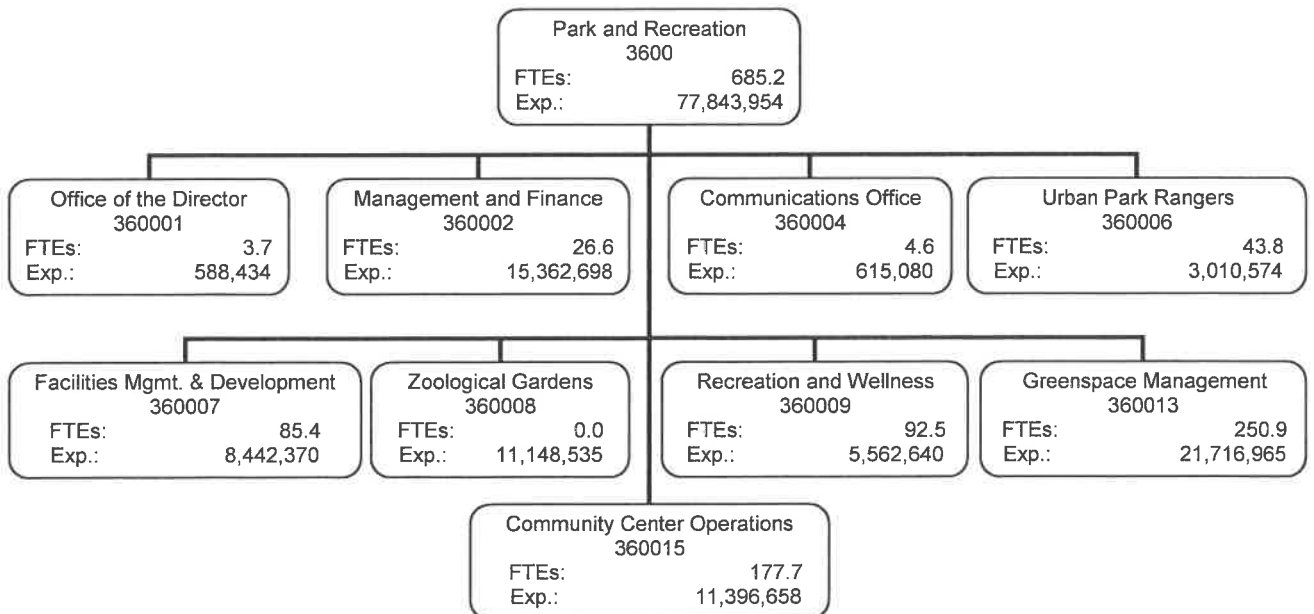 Park and Recreation
3600
FTEs: 685.2
Exp.: 77,843,954
Office of the Director
360001
FTEs: 3.7
Exp.: 588,434
Management and Finance
360002
FTEs: 26.6
Exp.: 15,362,698
Communications Office
360004
FTEs: 4.6
Exp.: 615,080
Urban Park Rangers
360006
FTEs: 43.8
Exp.: 3,010,574
Facilities Mgmt. & Development
360007
FTEs: 85.4
Exp.: 8,442,370
Zoological Gardens
360008
FTEs: 0.0
Exp.: 11,148,535
Recreation and Wellness
360009
FTEs: 92.5
Exp.: 5,562,640
Greenspace Management
360013
FTEs: 250.9
Exp.: 21,716,965
Community Center Operations
360015
FTEs: 177.7
Exp.: 11,396,658